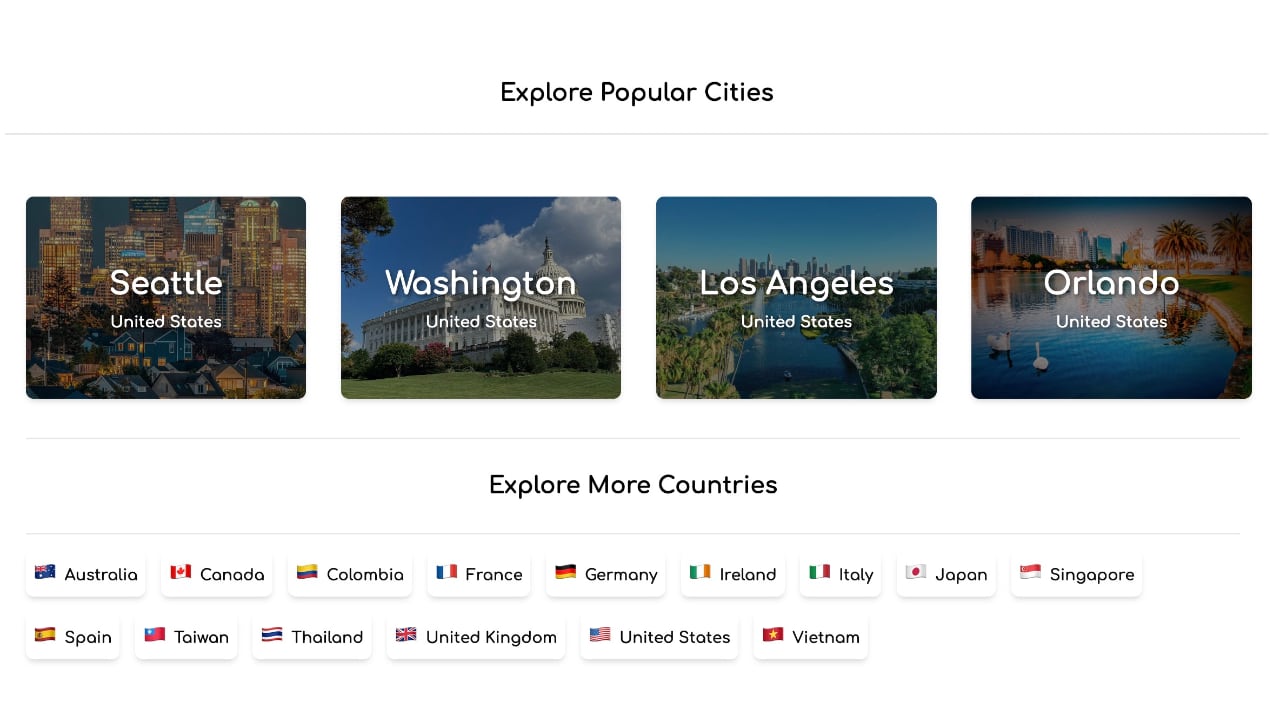 Explore Popular Cities
Seattle
United States
Washington
United States
Los Angeles
United States
Orlando
United States
Explore More Countries
Australia Canada Colombia France Germany Ireland Italy Japan Singapore
Spain Taiwan Thailand United Kingdom United States Vietnam